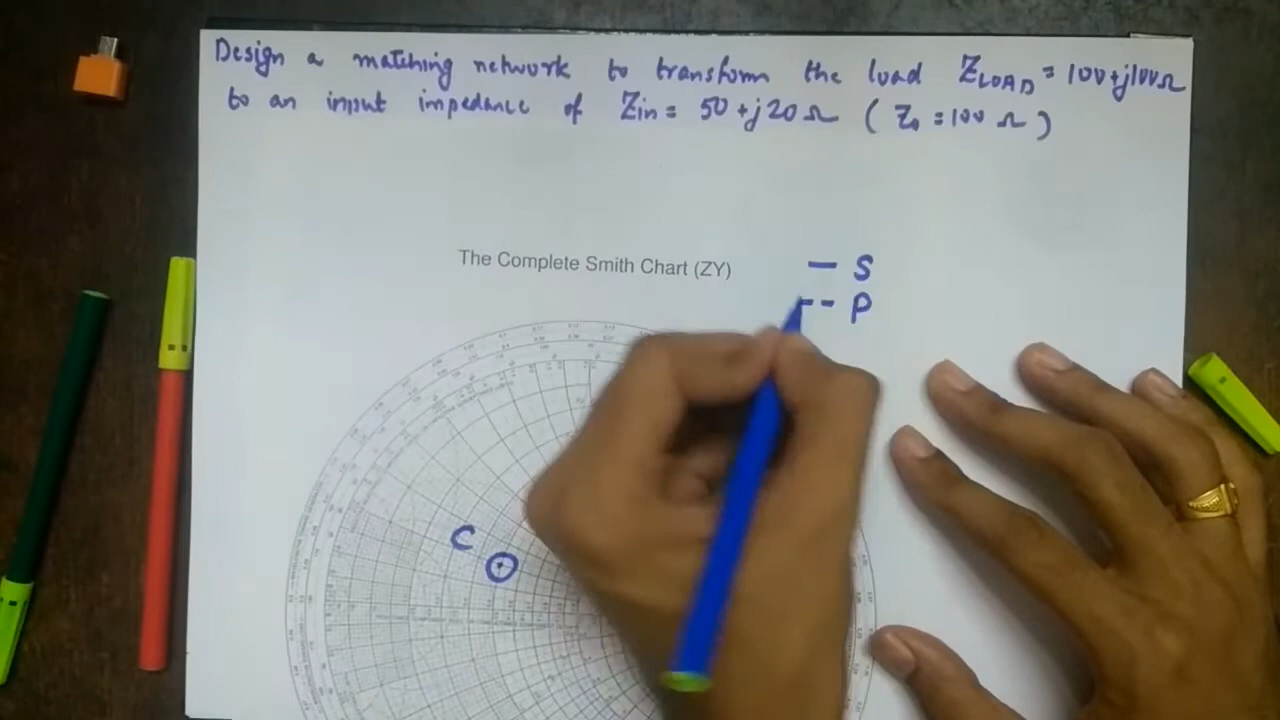 Design a matching network to transform the load ZLOAD = 100+j100Ω
to an input impedance of Zin = 50+j20Ω ( Z0 = 100 Ω )
The Complete Smith Chart (ZY)
— S
-- P
C